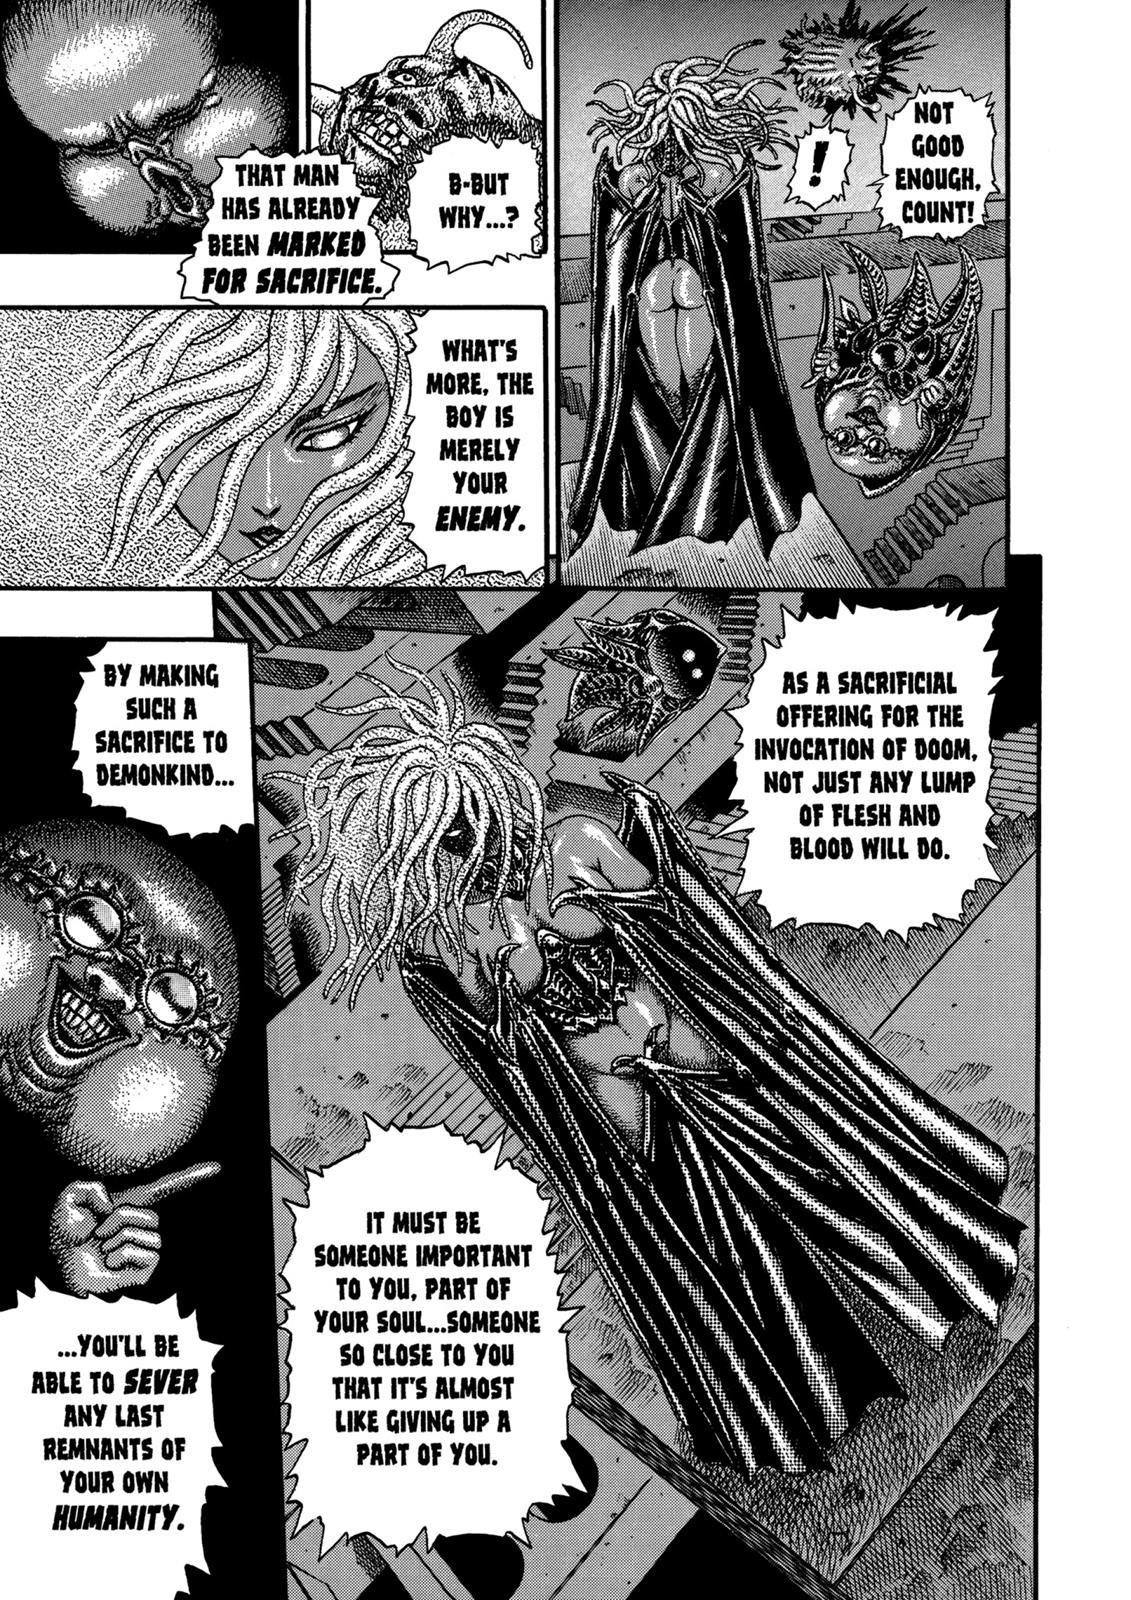 NOT
GOOD
ENOUGH,
COUNT!
!
B-BUT
WHY...?
THAT MAN
HAS ALREADY
BEEN MARKED
FOR SACRIFICE.
WHAT'S
MORE, THE
BOY IS
MERELY
YOUR
ENEMY.
AS A SACRIFICIAL
OFFERING FOR THE
INVOCATION OF DOOM,
NOT JUST ANY LUMP
OF FLESH AND
BLOOD WILL DO.
IT MUST BE
SOMEONE IMPORTANT
TO YOU, PART OF
YOUR SOUL...SOMEONE
SO CLOSE TO YOU
THAT IT'S ALMOST
LIKE GIVING UP A
PART OF YOU.
BY MAKING
SUCH A
SACRIFICE TO
DEMONKIND...
...YOU'LL BE
ABLE TO SEVER
ANY LAST
REMNANTS OF
YOUR OWN
HUMANITY.